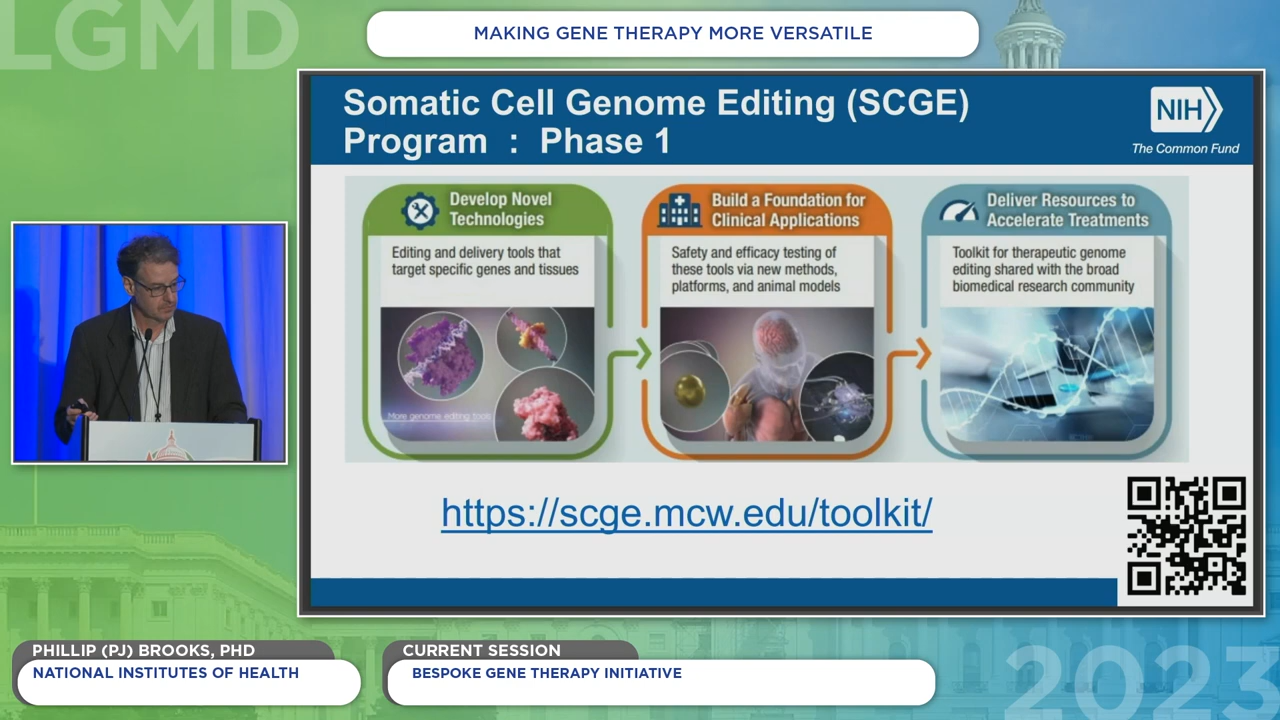 LGMD
MAKING GENE THERAPY MORE VERSATILE
Somatic Cell Genome Editing (SCGE)
Program : Phase 1
NIH
The Common Fund
Develop Novel
Technologies
Editing and delivery tools that
target specific genes and tissues
More genome editing tools
Build a Foundation for
Clinical Applications
Safety and efficacy testing of
these tools via new methods,
platforms, and animal models
Deliver Resources to
Accelerate Treatments
Toolkit for therapeutic genome
editing shared with the broad
biomedical research community
https://scge.mcw.edu/toolkit/
PHILLIP (PJ) BROOKS, PHD
NATIONAL INSTITUTES OF HEALTH
CURRENT SESSION
BESPOKE GENE THERAPY INITIATIVE
2023